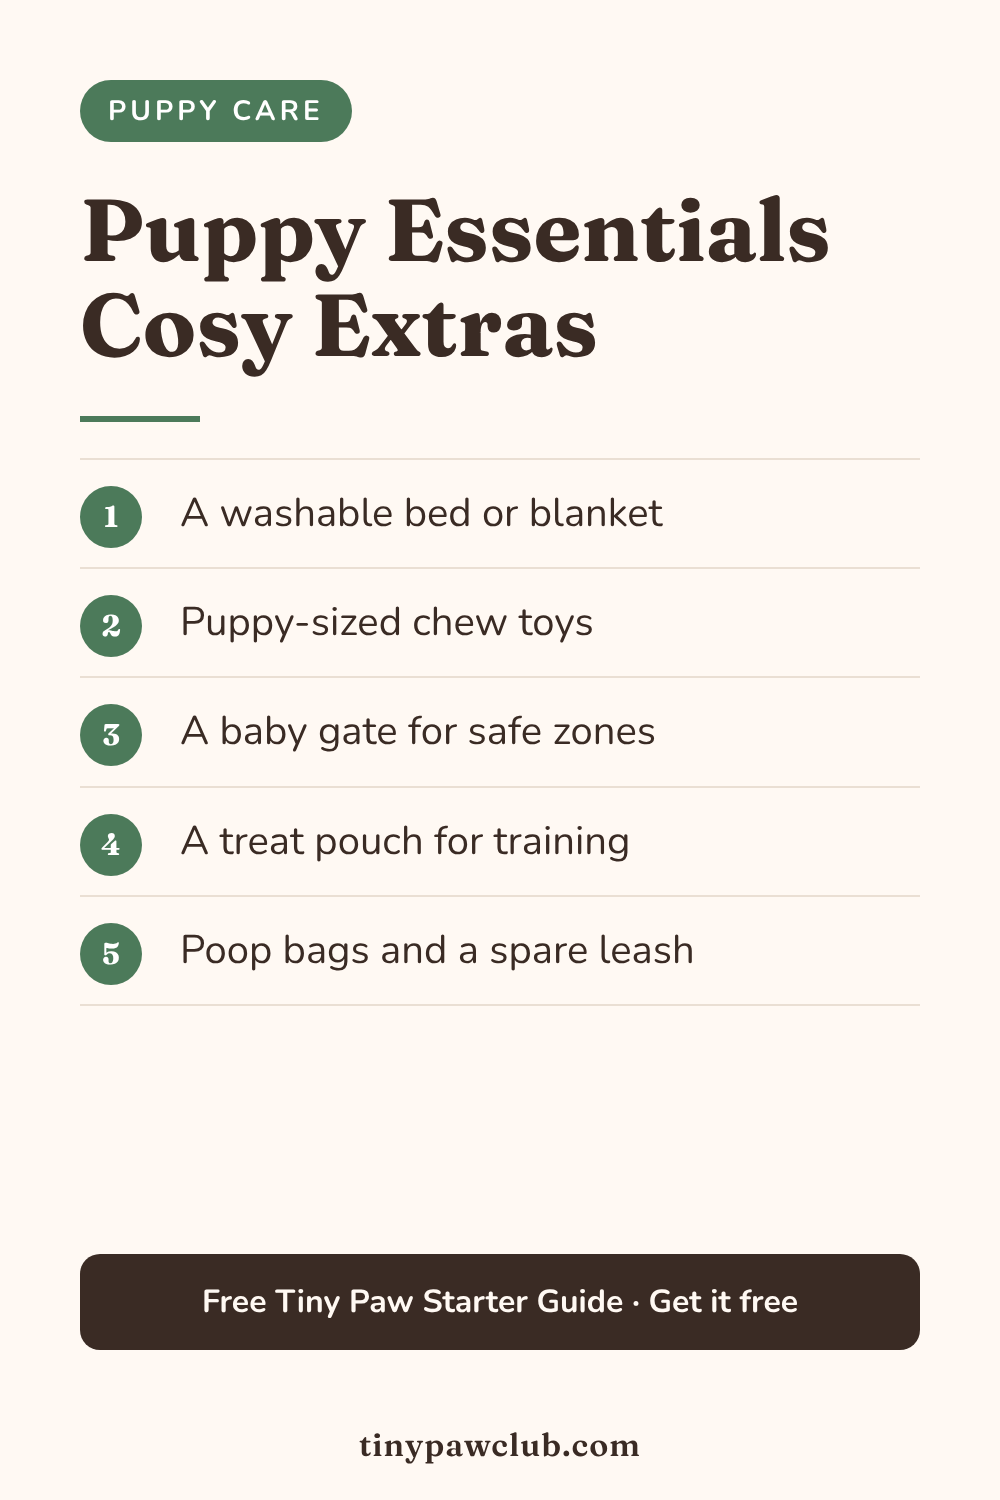 PUPPY CARE
Puppy Essentials
Cosy Extras
1 A washable bed or blanket
2 Puppy-sized chew toys
3 A baby gate for safe zones
4 A treat pouch for training
5 Poop bags and a spare leash
Free Tiny Paw Starter Guide · Get it free
tinypawclub.com